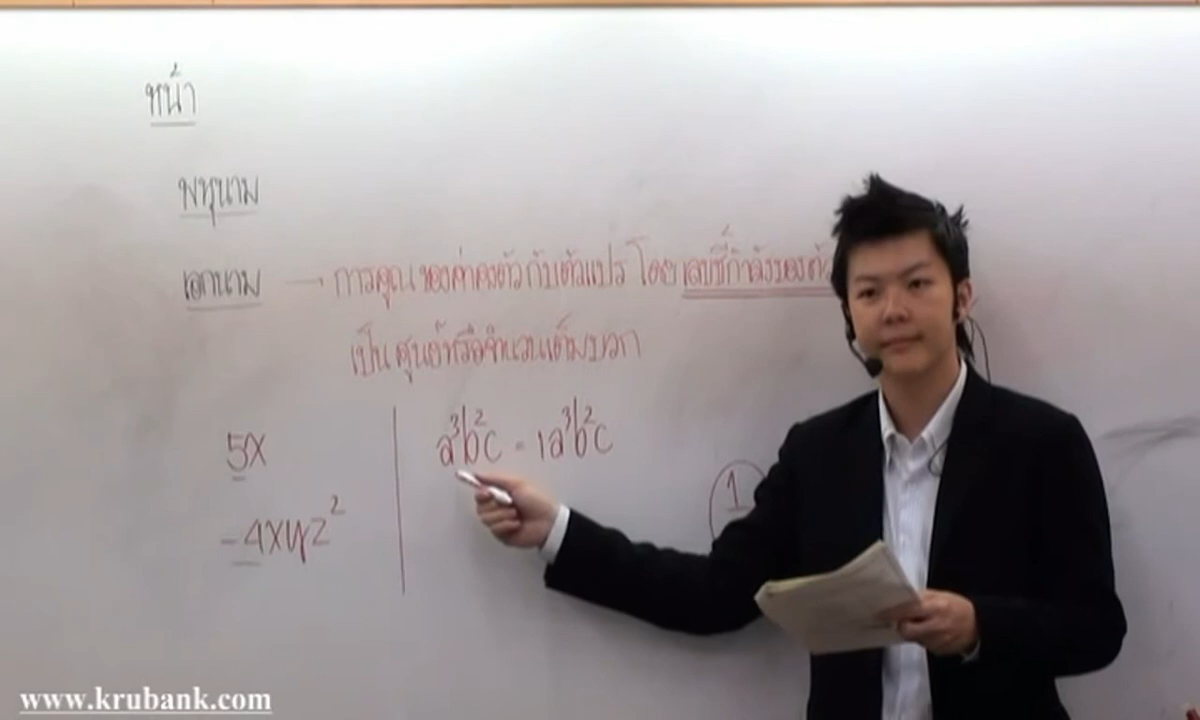 หน้า
พหุนาม
เอกนาม → การคูณของค่าคงตัวกับตัวแปร โดย เลขชี้กำลังของตัว
เป็นศูนย์หรือจำนวนเต็มบวก
5x
a³b²c = 1a³b²c
-4xyz²
1
www.krubank.com